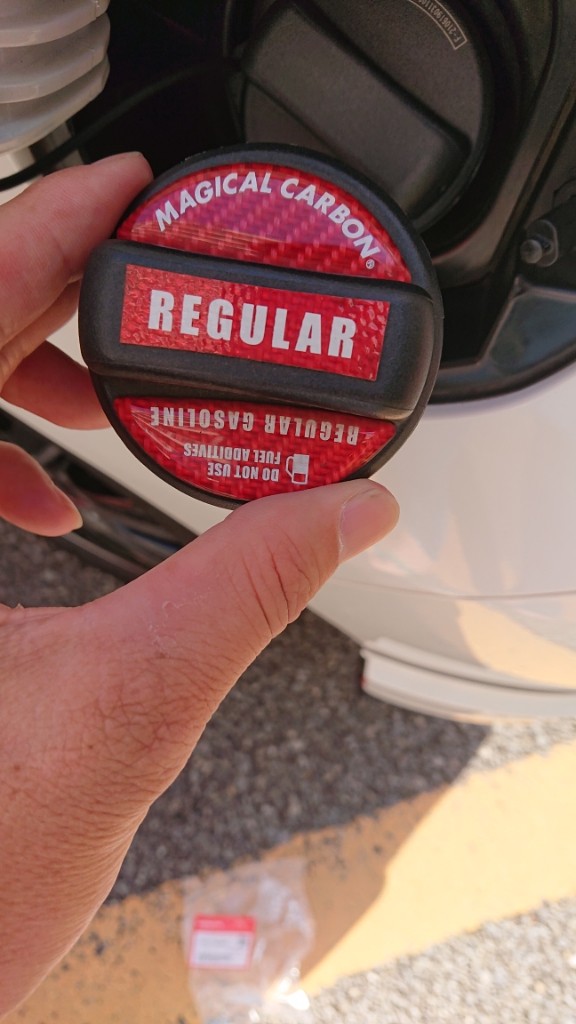 MAGICAL CARBON®
REGULAR
REGULAR GASOLINE
DO NOT USE
FUEL ADDITIVES